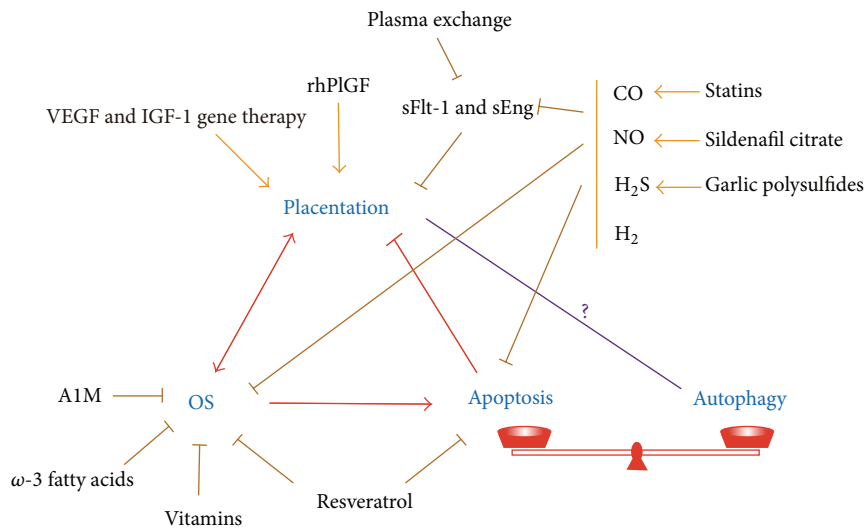 Plasma exchange
rhPlGF
CO
Statins
sFlt-1 and sEng
VEGF and IGF-1 gene therapy
NO
Sildenafil citrate
H₂S
Garlic polysulfides
Placentation
H₂
?
A1M
OS
Apoptosis
Autophagy
ω-3 fatty acids
Resveratrol
Vitamins